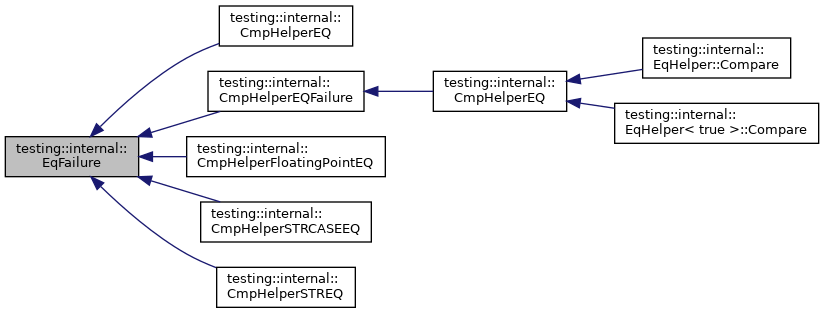 testing::internal::
CmpHelperEQ
testing::internal::
CmpHelperEQFailure
testing::internal::
CmpHelperEQ
testing::internal::
EqHelper::Compare
testing::internal::
EqHelper< true >::Compare
testing::internal::
EqFailure
testing::internal::
CmpHelperFloatingPointEQ
testing::internal::
CmpHelperSTRCASEEQ
testing::internal::
CmpHelperSTREQ